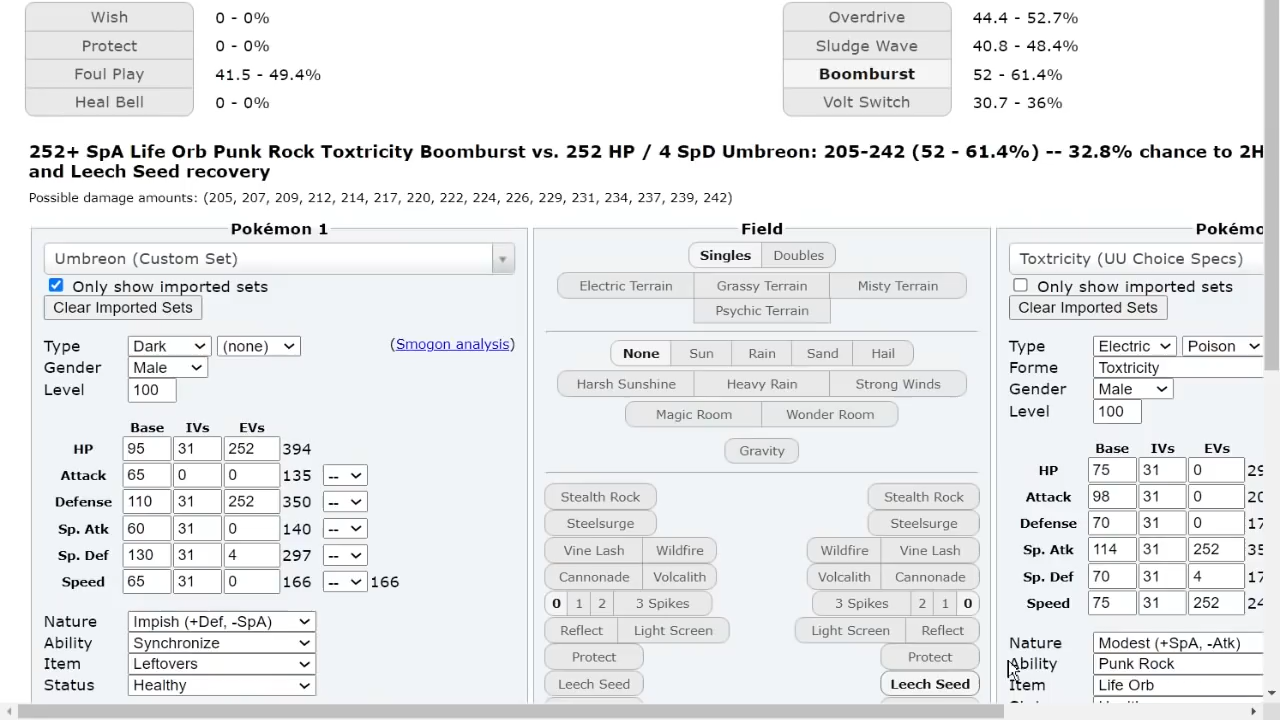 Wish 0 - 0% Overdrive 44.4 - 52.7%
Protect 0 - 0% Sludge Wave 40.8 - 48.4%
Foul Play 41.5 - 49.4% Boomburst 52 - 61.4%
Heal Bell 0 - 0% Volt Switch 30.7 - 36%
252+ SpA Life Orb Punk Rock Toxtricity Boomburst vs. 252 HP / 4 SpD Umbreon: 205-242 (52 - 61.4%) -- 32.8% chance to 2H
and Leech Seed recovery
Possible damage amounts: (205, 207, 209, 212, 214, 217, 220, 222, 224, 226, 229, 231, 234, 237, 239, 242)
Pokémon 1
Umbreon (Custom Set)
Only show imported sets
Clear Imported Sets
Type Dark (none) (Smogon analysis)
Gender Male
Level 100
Base IVs EVs
HP 95 31 252 394
Attack 65 0 0 135 --
Defense 110 31 252 350 --
Sp. Atk 60 31 0 140 --
Sp. Def 130 31 4 297 --
Speed 65 31 0 166 -- 166
Nature Impish (+Def, -SpA)
Ability Synchronize
Item Leftovers
Status Healthy
Field
Singles Doubles
Electric Terrain Grassy Terrain Misty Terrain
Psychic Terrain
None Sun Rain Sand Hail
Harsh Sunshine Heavy Rain Strong Winds
Magic Room Wonder Room
Gravity
Stealth Rock Stealth Rock
Steelsurge Steelsurge
Vine Lash Wildfire Wildfire Vine Lash
Cannonade Volcalith Volcalith Cannonade
0 1 2 3 Spikes 3 Spikes 2 1 0
Reflect Light Screen Light Screen Reflect
Protect Protect
Leech Seed Leech Seed
Pokémo
Toxtricity (UU Choice Specs)
Only show imported sets
Clear Imported Sets
Type Electric Poison
Forme Toxtricity
Gender Male
Level 100
Base IVs EVs
HP 75 31 0 29
Attack 98 31 0 20
Defense 70 31 0 17
Sp. Atk 114 31 252 35
Sp. Def 70 31 4 17
Speed 75 31 252 24
Nature Modest (+SpA, -Atk)
Ability Punk Rock
Item Life Orb